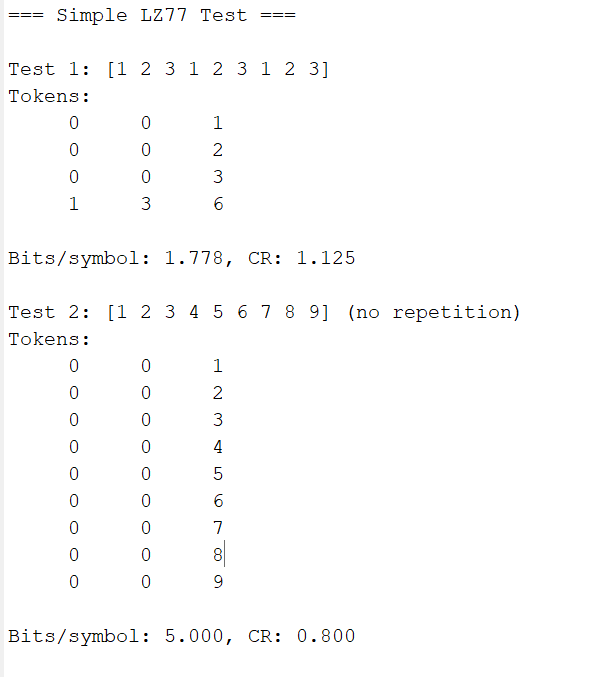 === Simple LZ77 Test ===
Test 1: [1 2 3 1 2 3 1 2 3]
Tokens:
0 0 1
0 0 2
0 0 3
1 3 6
Bits/symbol: 1.778, CR: 1.125
Test 2: [1 2 3 4 5 6 7 8 9] (no repetition)
Tokens:
0 0 1
0 0 2
0 0 3
0 0 4
0 0 5
0 0 6
0 0 7
0 0 8
0 0 9
Bits/symbol: 5.000, CR: 0.800